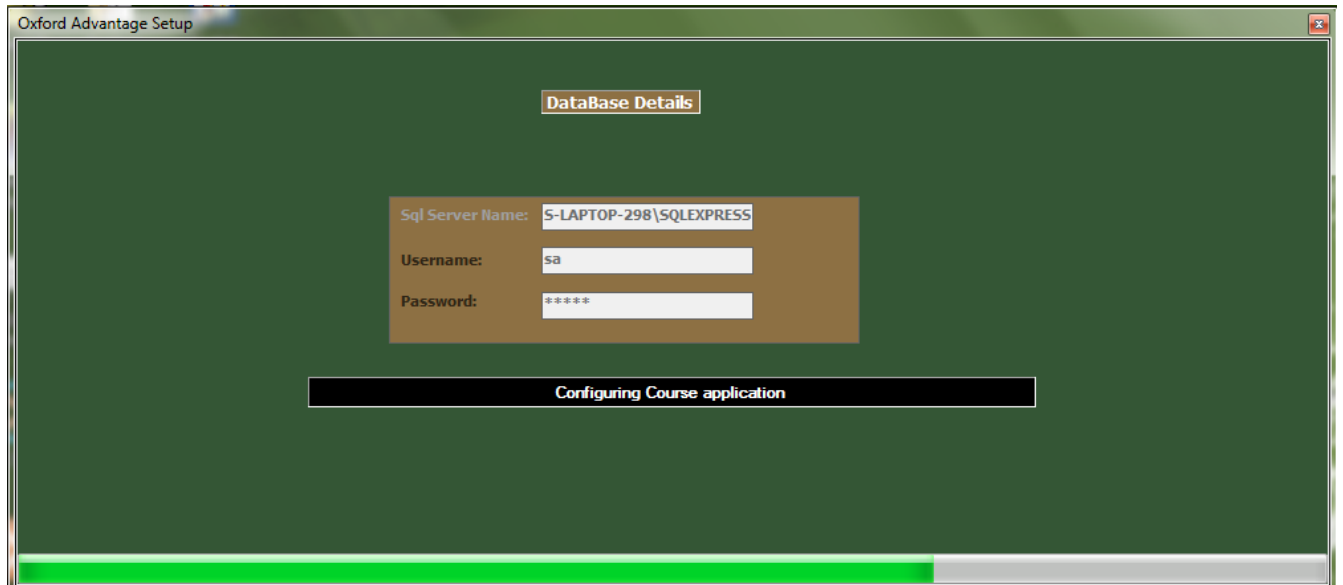 Oxford Advantage Setup
DataBase Details
Sql Server Name: S-LAPTOP-298\SQLEXPRESS
Username: sa
Password: *****
Configuring Course application